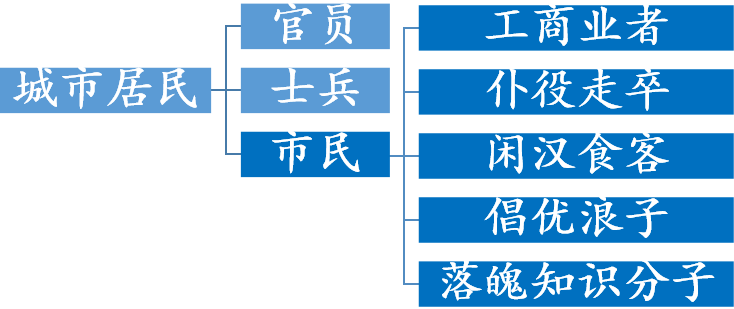 城市居民
官员
士兵
市民
工商业者
仆役走卒
闲汉食客
倡优浪子
落魄知识分子